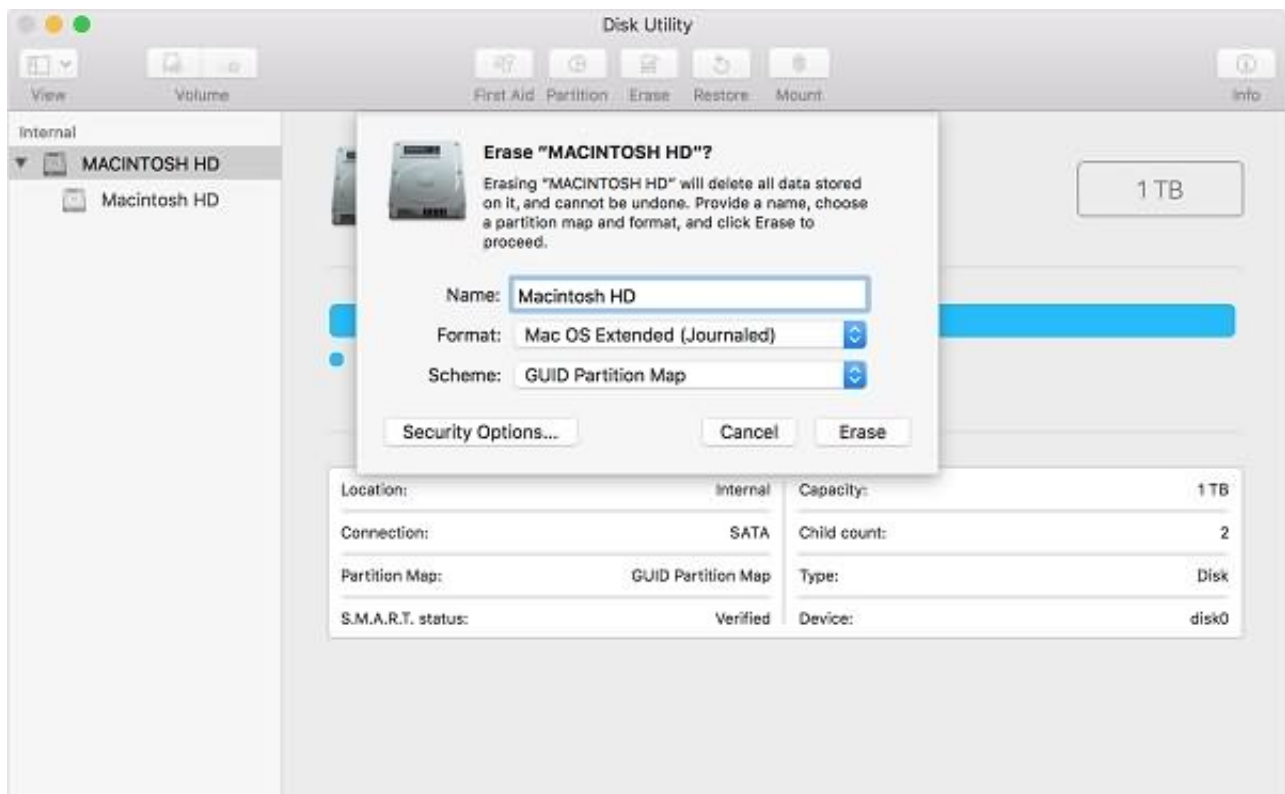 Disk Utility
View Volume First Aid Partition Erase Restore Mount Info
Internal
MACINTOSH HD
Macintosh HD
1 TB
Erase "MACINTOSH HD"?
Erasing "MACINTOSH HD" will delete all data stored
on it, and cannot be undone. Provide a name, choose
a partition map and format, and click Erase to
proceed.
Name: Macintosh HD
Format: Mac OS Extended (Journaled)
Scheme: GUID Partition Map
Security Options... Cancel Erase
Location: Internal Capacity: 1 TB
Connection: SATA Child count: 2
Partition Map: GUID Partition Map Type: Disk
S.M.A.R.T. status: Verified Device: disk0